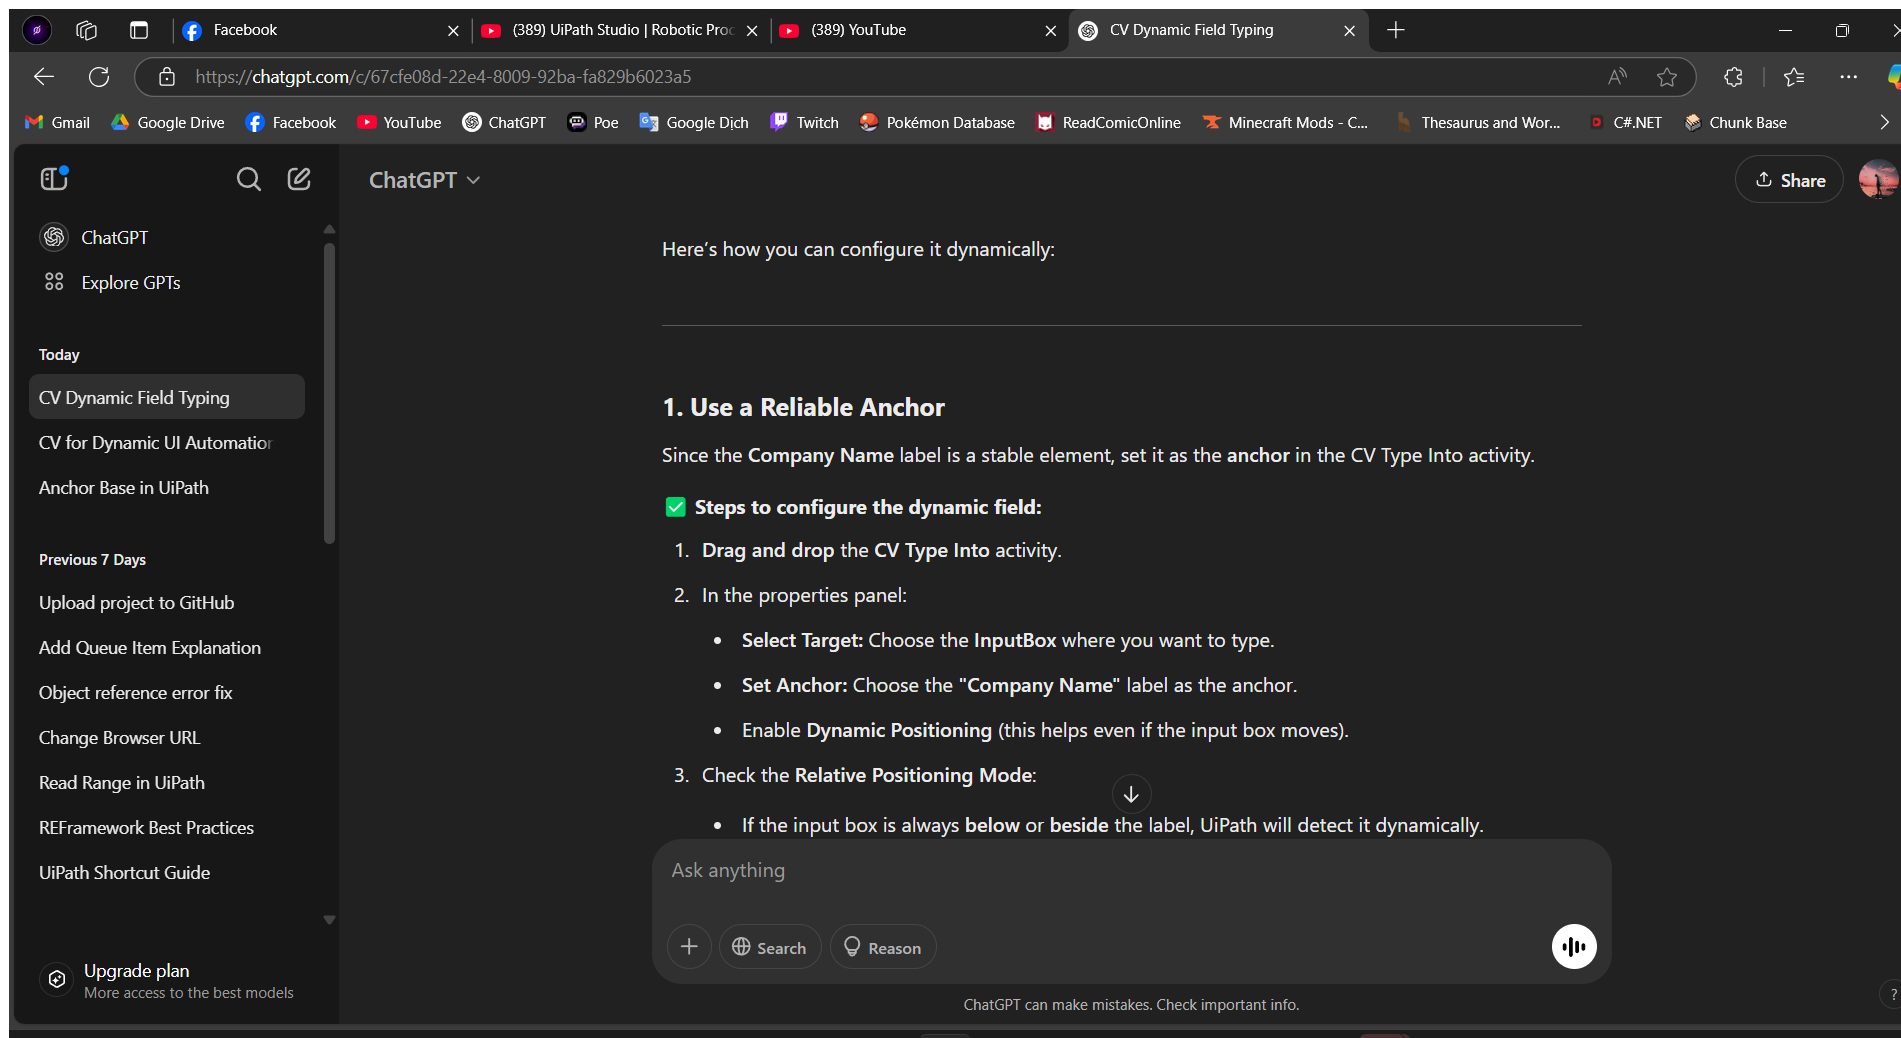 Facebook
(389) UiPath Studio | Robotic Proc
(389) YouTube
CV Dynamic Field Typing
https://chatgpt.com/c/67cfe08d-22e4-8009-92ba-fa829b6023a5
Gmail
Google Drive
Facebook
YouTube
ChatGPT
Poe
Google Dịch
Twitch
Pokémon Database
ReadComicOnline
Minecraft Mods - C...
Thesaurus and Wor...
C#.NET
Chunk Base
ChatGPT
Explore GPTs
Today
CV Dynamic Field Typing
CV for Dynamic UI Automation
Anchor Base in UiPath
Previous 7 Days
Upload project to GitHub
Add Queue Item Explanation
Object reference error fix
Change Browser URL
Read Range in UiPath
REFramework Best Practices
UiPath Shortcut Guide
Upgrade plan
More access to the best models
ChatGPT
Share
Here's how you can configure it dynamically:
1. Use a Reliable Anchor
Since the Company Name label is a stable element, set it as the anchor in the CV Type Into activity.
✅ Steps to configure the dynamic field:
1. Drag and drop the CV Type Into activity.
2. In the properties panel:
• Select Target: Choose the InputBox where you want to type.
• Set Anchor: Choose the "Company Name" label as the anchor.
• Enable Dynamic Positioning (this helps even if the input box moves).
3. Check the Relative Positioning Mode:
• If the input box is always below or beside the label, UiPath will detect it dynamically.
Ask anything
Search
Reason
ChatGPT can make mistakes. Check important info.
?